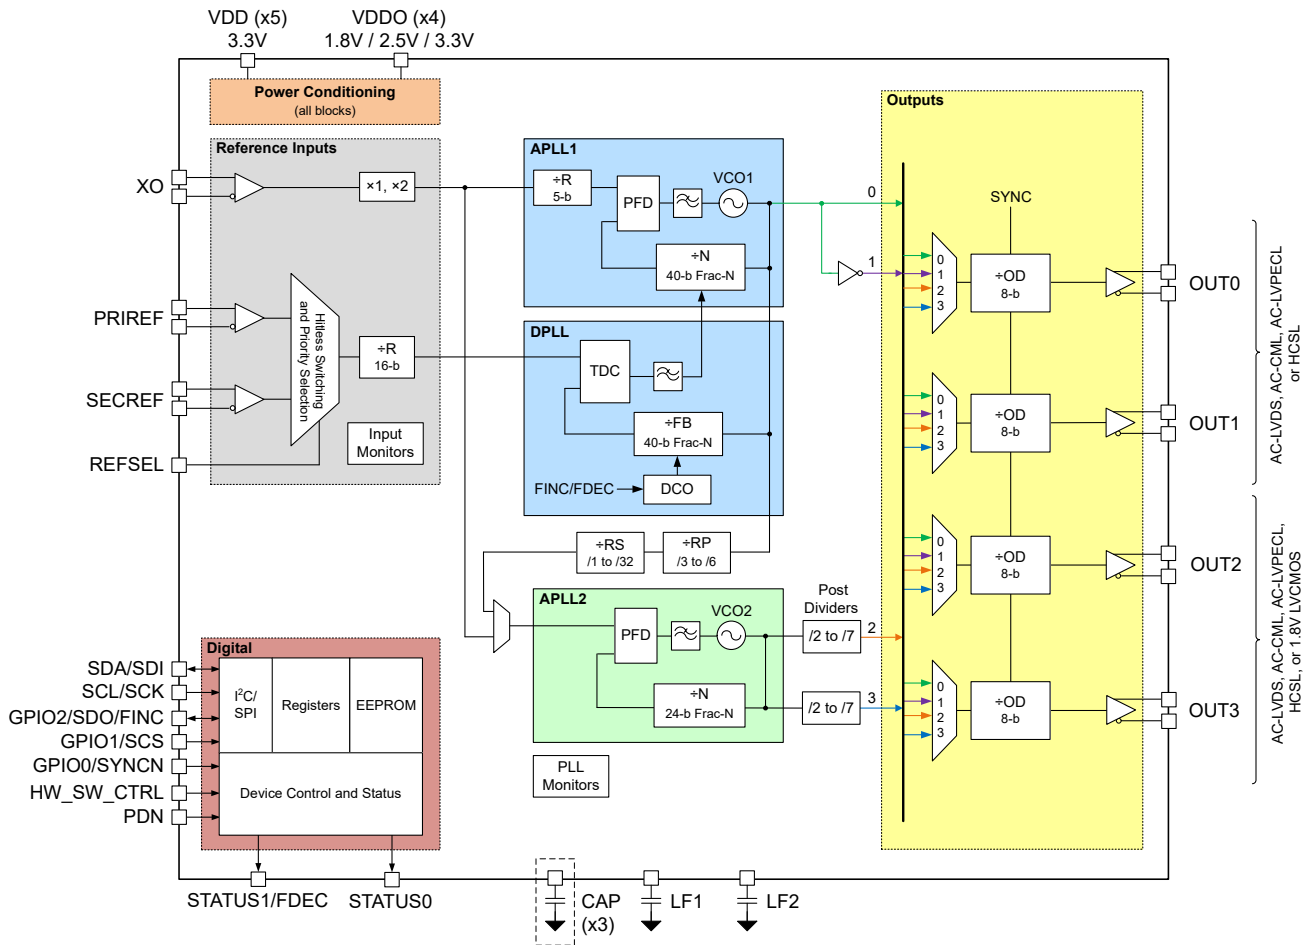 VDD (x5)
3.3V
VDDO (x4)
1.8V / 2.5V / 3.3V
Power Conditioning
(all blocks)
Reference Inputs
XO
×1, ×2
PRIREF
SECREF
REFSEL
Hitless Switching
and Priority Selection
÷R
16-b
Input
Monitors
APLL1
÷R
5-b
PFD
VCO1
÷N
40-b Frac-N
DPLL
TDC
÷FB
40-b Frac-N
FINC/FDEC
DCO
÷RS
/1 to /32
÷RP
/3 to /6
APLL2
PFD
VCO2
÷N
24-b Frac-N
Post
Dividers
/2 to /7
/2 to /7
PLL
Monitors
0
1
2
3
Outputs
SYNC
0
1
2
3
÷OD
8-b
OUT0
0
1
2
3
÷OD
8-b
OUT1
0
1
2
3
÷OD
8-b
OUT2
0
1
2
3
÷OD
8-b
OUT3
AC-LVDS, AC-CML, AC-LVPECL
or HCSL
AC-LVDS, AC-CML, AC-LVPECL,
HCSL, or 1.8V LVCMOS
Digital
SDA/SDI
SCL/SCK
GPIO2/SDO/FINC
GPIO1/SCS
GPIO0/SYNCN
HW_SW_CTRL
PDN
I²C/
SPI
Registers
EEPROM
Device Control and Status
STATUS1/FDEC
STATUS0
CAP
(x3)
LF1
LF2